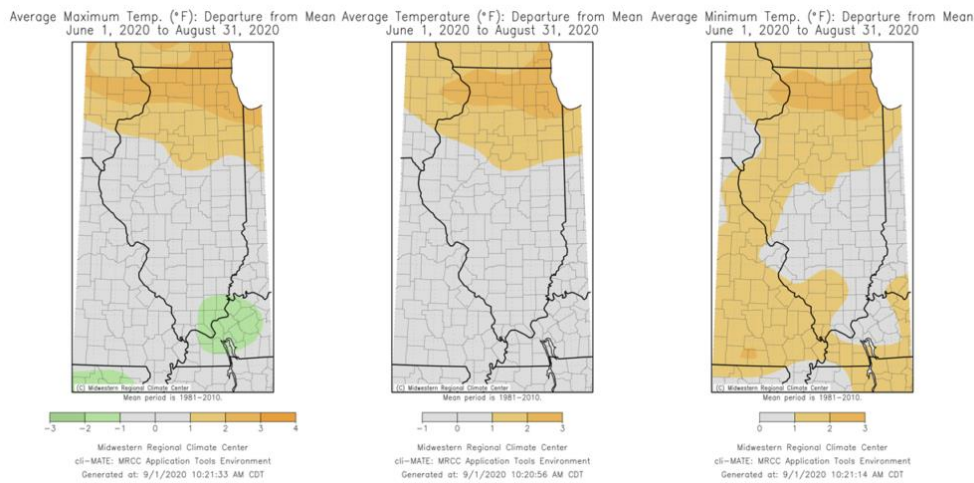 Average Maximum Temp. (°F): Departure from Mean
June 1, 2020 to August 31, 2020
(C) Midwestern Regional Climate Center
Mean period is 1981-2010.
-3 -2 -1 0 1 2 3 4
Midwestern Regional Climate Center
cli-MATE: MRCC Application Tools Environment
Generated at: 9/1/2020 10:21:33 AM CDT
Average Temperature (°F): Departure from Mean
June 1, 2020 to August 31, 2020
(C) Midwestern Regional Climate Center
Mean period is 1981-2010.
-1 0 1 2 3
Midwestern Regional Climate Center
cli-MATE: MRCC Application Tools Environment
Generated at: 9/1/2020 10:20:56 AM CDT
Average Minimum Temp. (°F): Departure from Mean
June 1, 2020 to August 31, 2020
(C) Midwestern Regional Climate Center
Mean period is 1981-2010.
0 1 2 3
Midwestern Regional Climate Center
cli-MATE: MRCC Application Tools Environment
Generated at: 9/1/2020 10:21:14 AM CDT